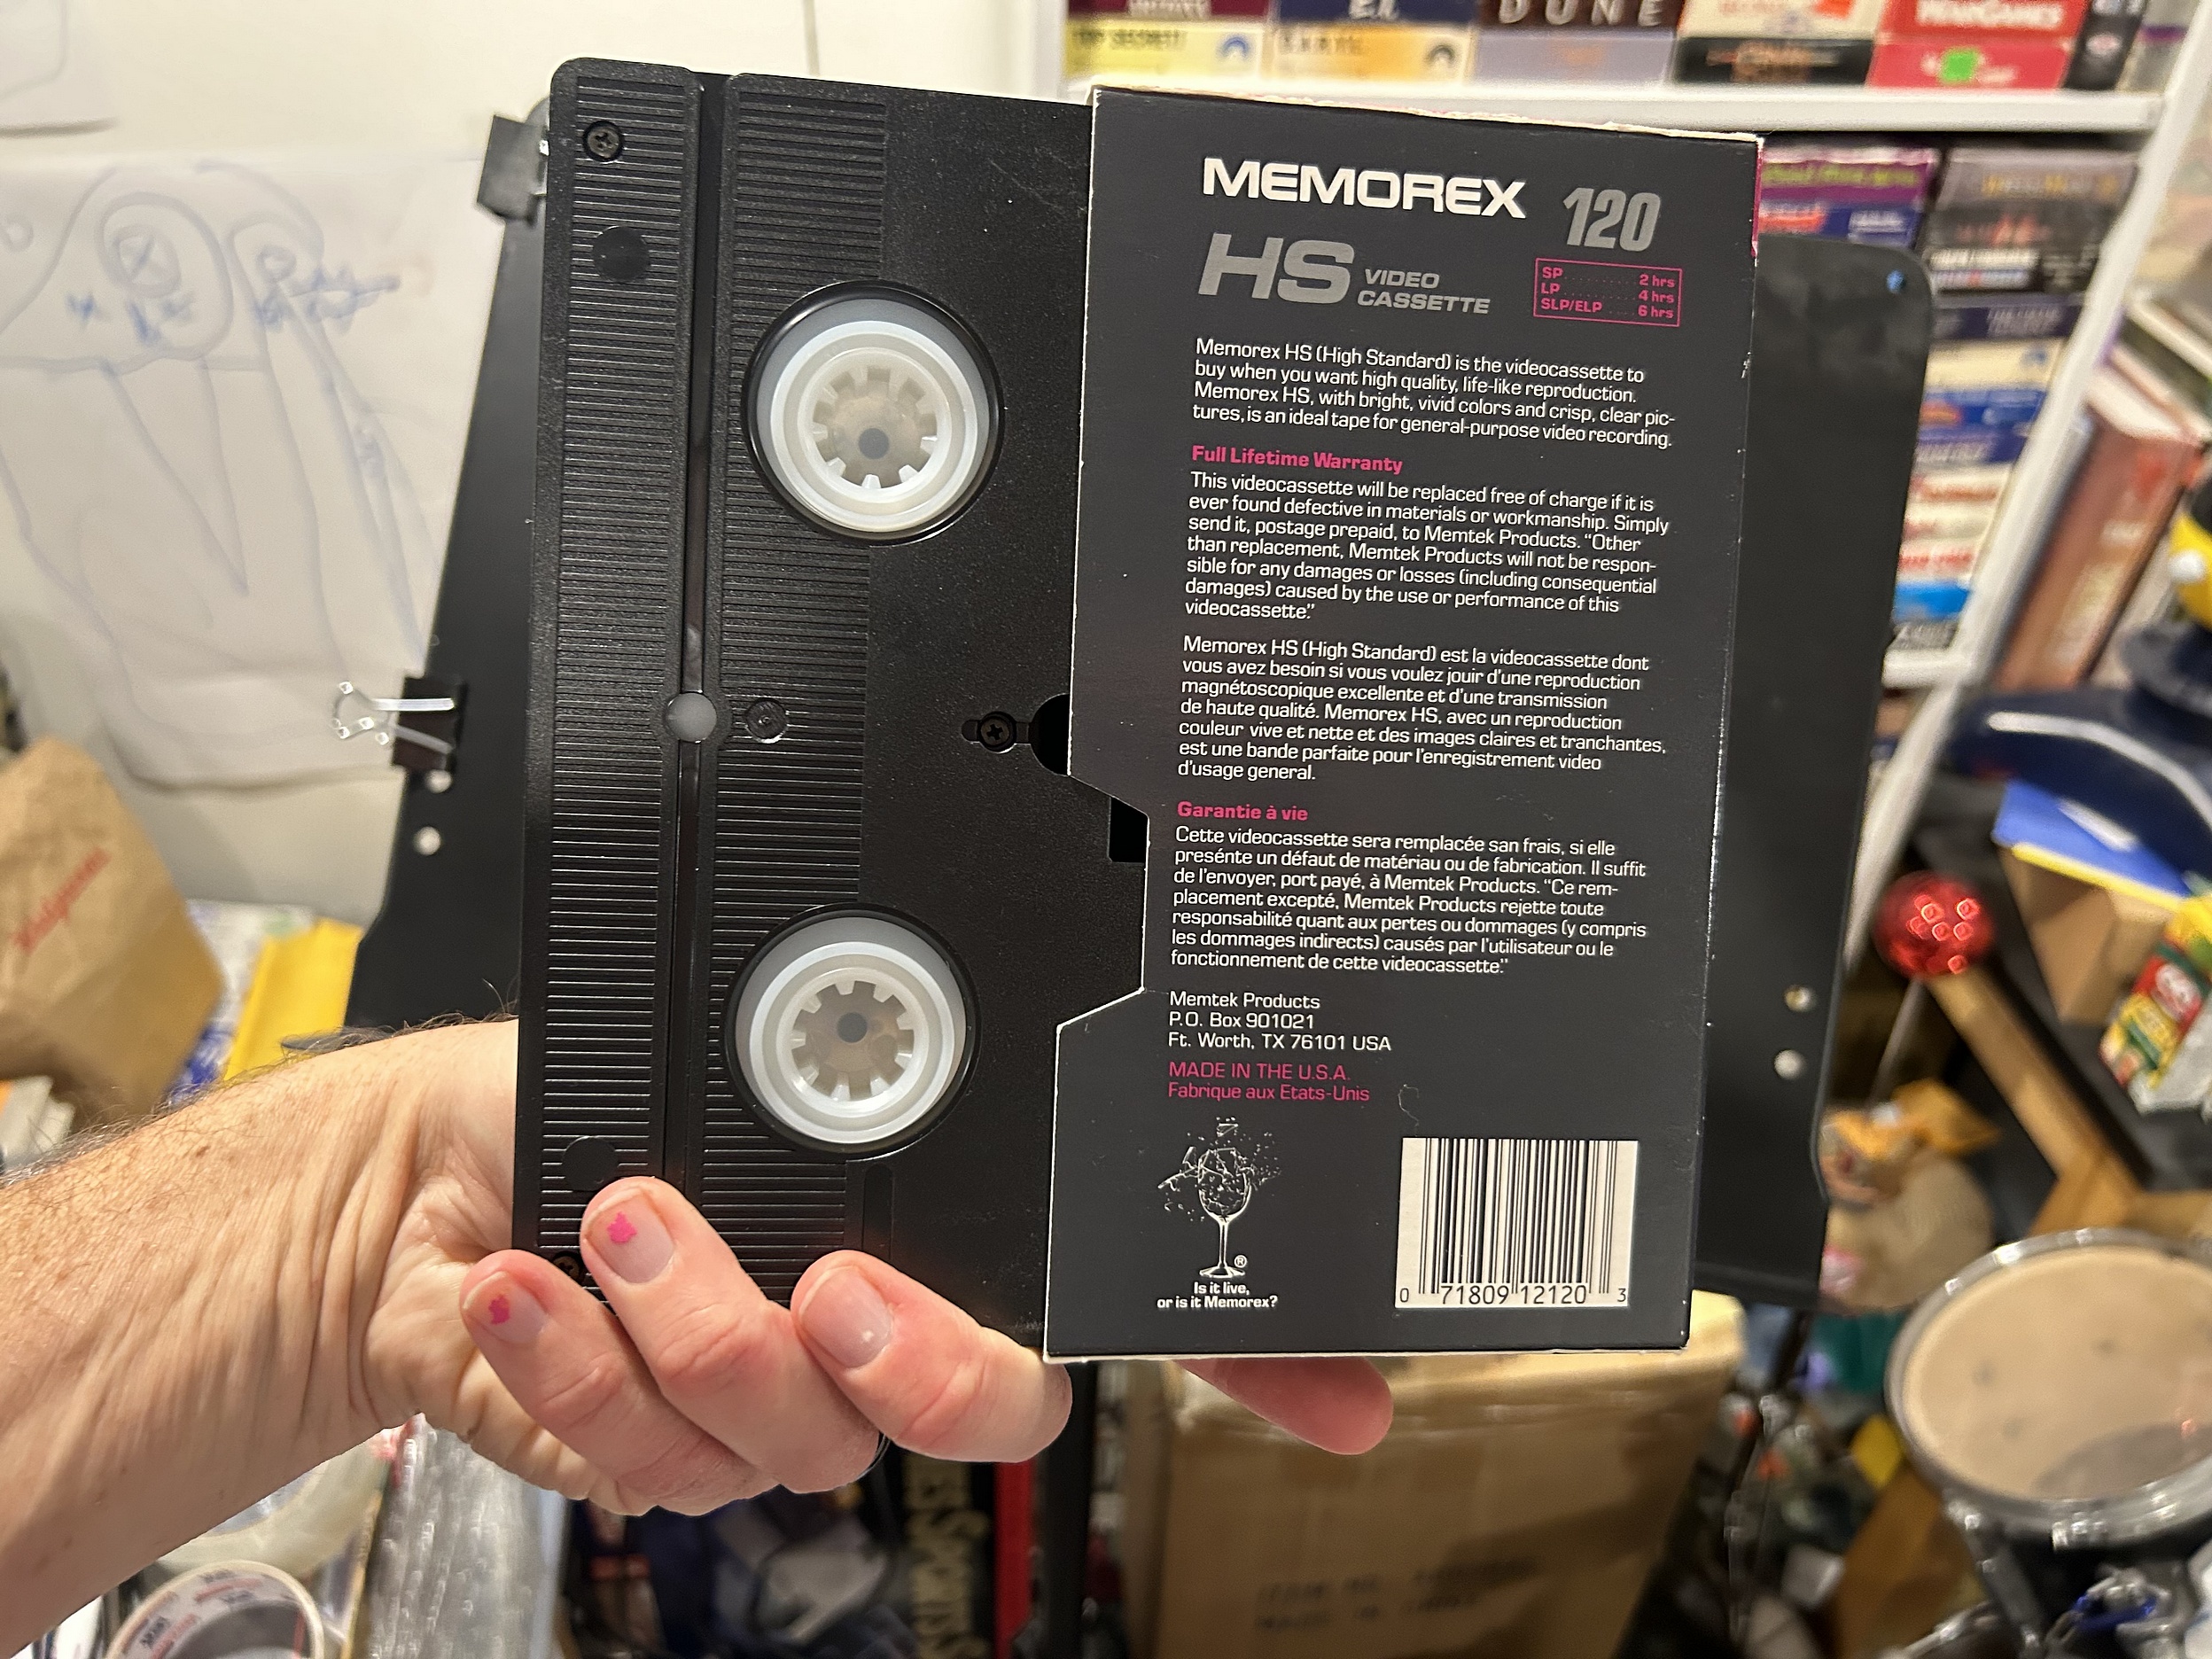 DUNE
WARGAMES
MEMOREX 120
HS VIDEO
CASSETTE
SP 2 hrs
LP 4 hrs
SLP/ELP 6 hrs
Memorex HS (High Standard) is the videocassette to
buy when you want high quality, life-like reproduction.
Memorex HS, with bright, vivid colors and crisp, clear pic-
tures, is an ideal tape for general-purpose video recording.
Full Lifetime Warranty
This videocassette will be replaced free of charge if it is
ever found defective in materials or workmanship. Simply
send it, postage prepaid, to Memtek Products. “Other
than replacement, Memtek Products will not be respon-
sible for any damages or losses (including consequential
damages) caused by the use or performance of this
videocassette.”
Memorex HS (High Standard) est la videocassette dont
vous avez besoin si vous voulez jouir d'une reproduction
magnétoscopique excellente et d'une transmission
de haute qualité. Memorex HS, avec un reproduction
couleur vive et nette et des images claires et tranchantes,
est une bande parfaite pour l'enregistrement video
d'usage general.
Garantie à vie
Cette videocassette sera remplacée san frais, si elle
presénte un défaut de matériau ou de fabrication. Il suffit
de l'envoyer, port payé, à Memtek Products. “Ce rem-
placement excepté, Memtek Products rejette toute
responsabilité quant aux pertes ou dommages (y compris
les dommages indirects) causés par l'utilisateur ou le
fonctionnement de cette videocassette.”
Memtek Products
P.O. Box 901021
Ft. Worth, TX 76101 USA
MADE IN THE U.S.A.
Fabrique aux Etats-Unis
®
Is it live,
or is it Memorex?
0 71809 12120 3
Walgreens